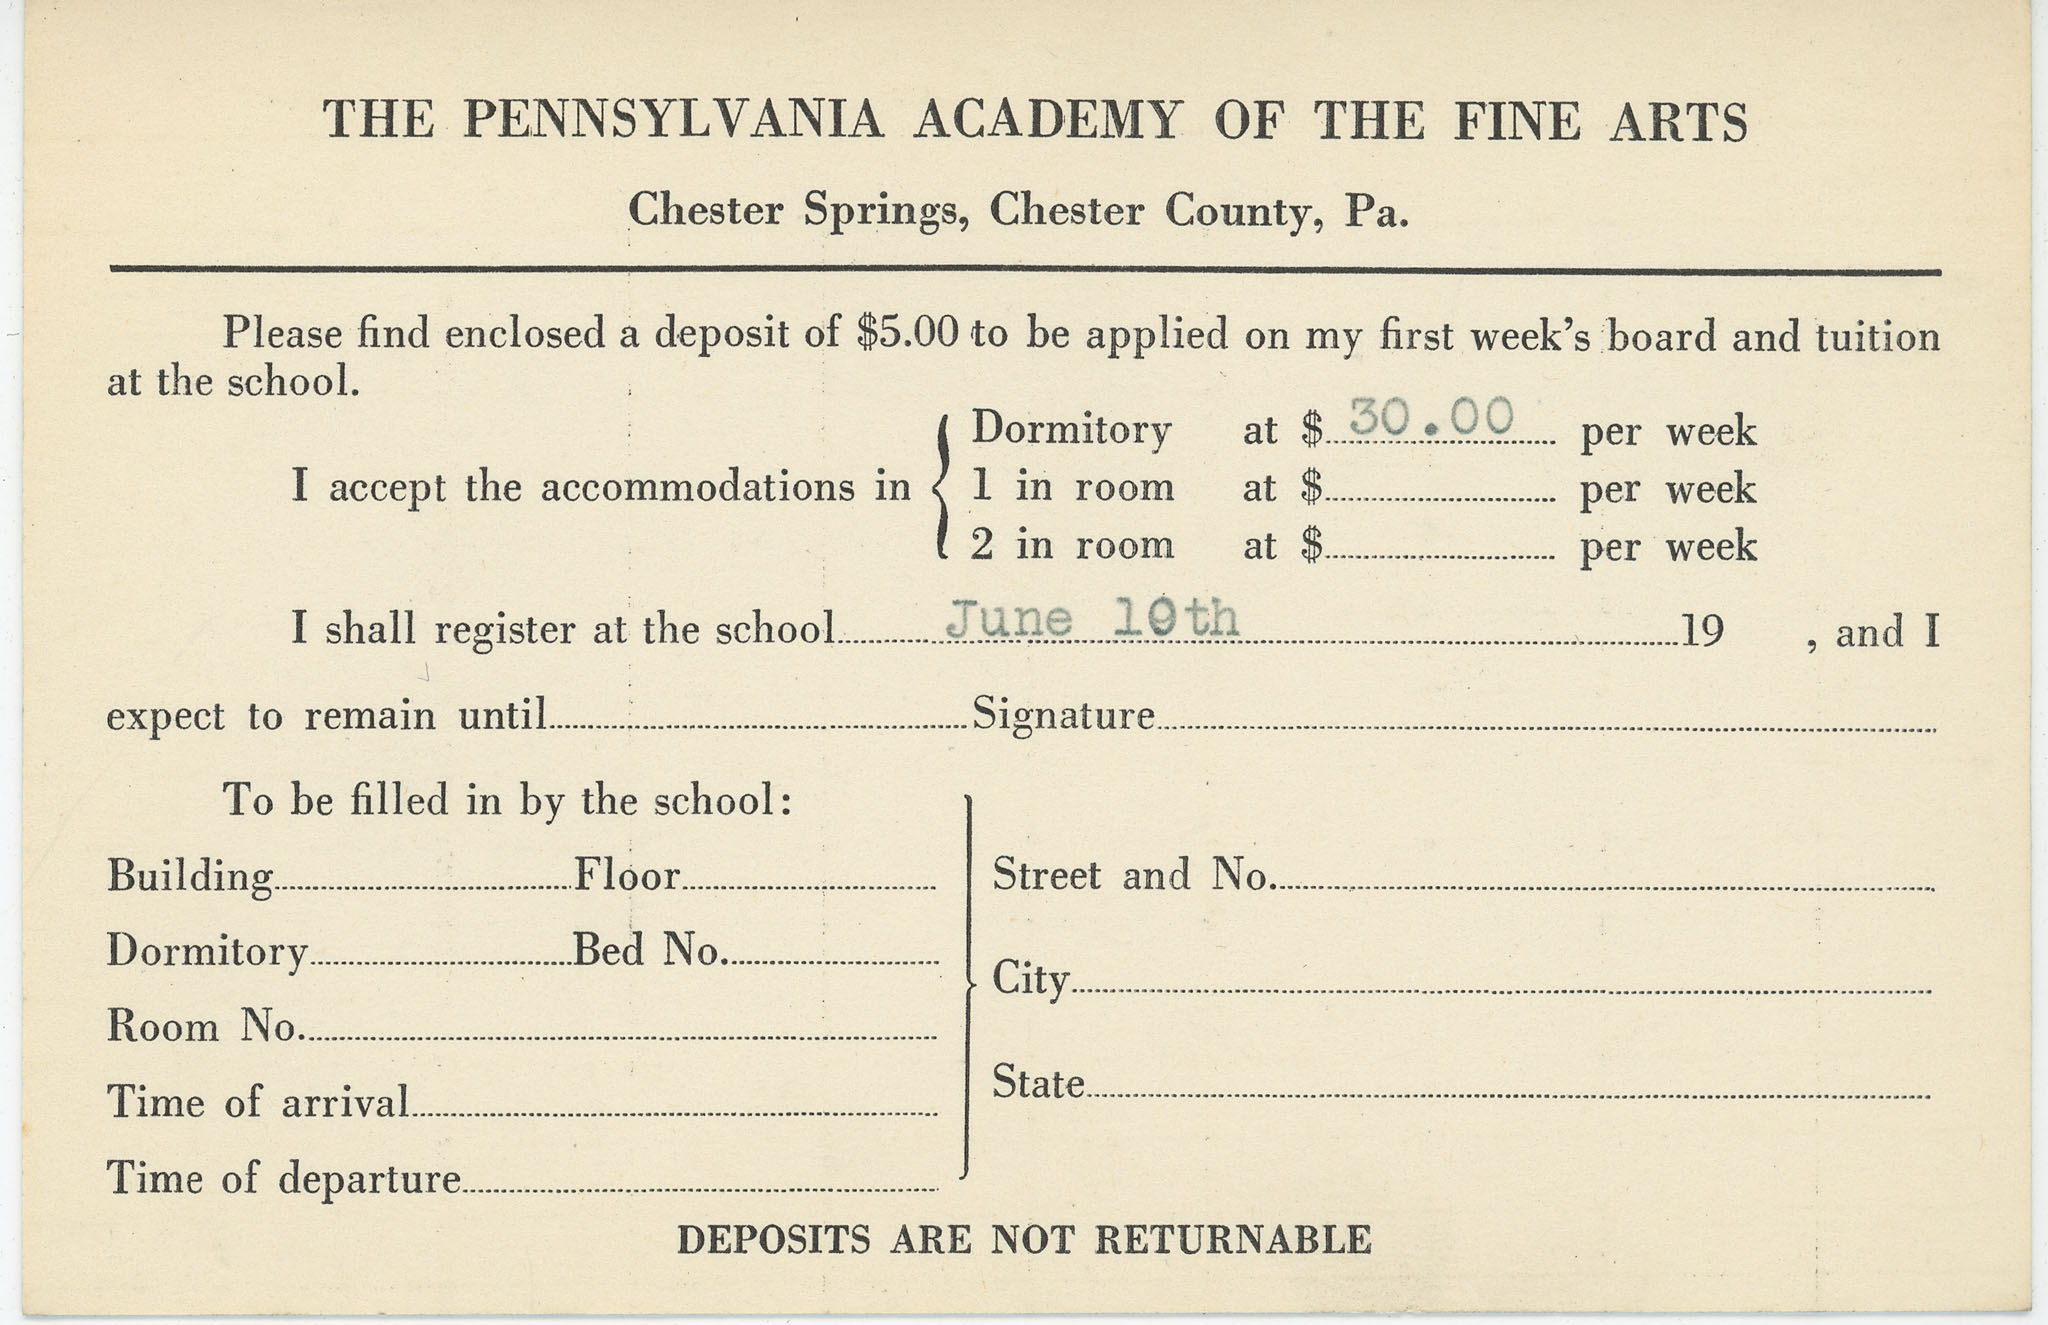 THE PENNSYLVANIA ACADEMY OF THE FINE ARTS
Chester Springs, Chester County, Pa.
Please find enclosed a deposit of $5.00 to be applied on my first week's board and tuition
at the school.
Dormitory at $ 30.00 per week
I accept the accommodations in { 1 in room at $ per week
2 in room at $ per week
I shall register at the school June 10th 19 , and I
expect to remain until Signature
To be filled in by the school:
Building Floor
Dormitory Bed No.
Room No.
Time of arrival
Time of departure
Street and No.
City
State
DEPOSITS ARE NOT RETURNABLE